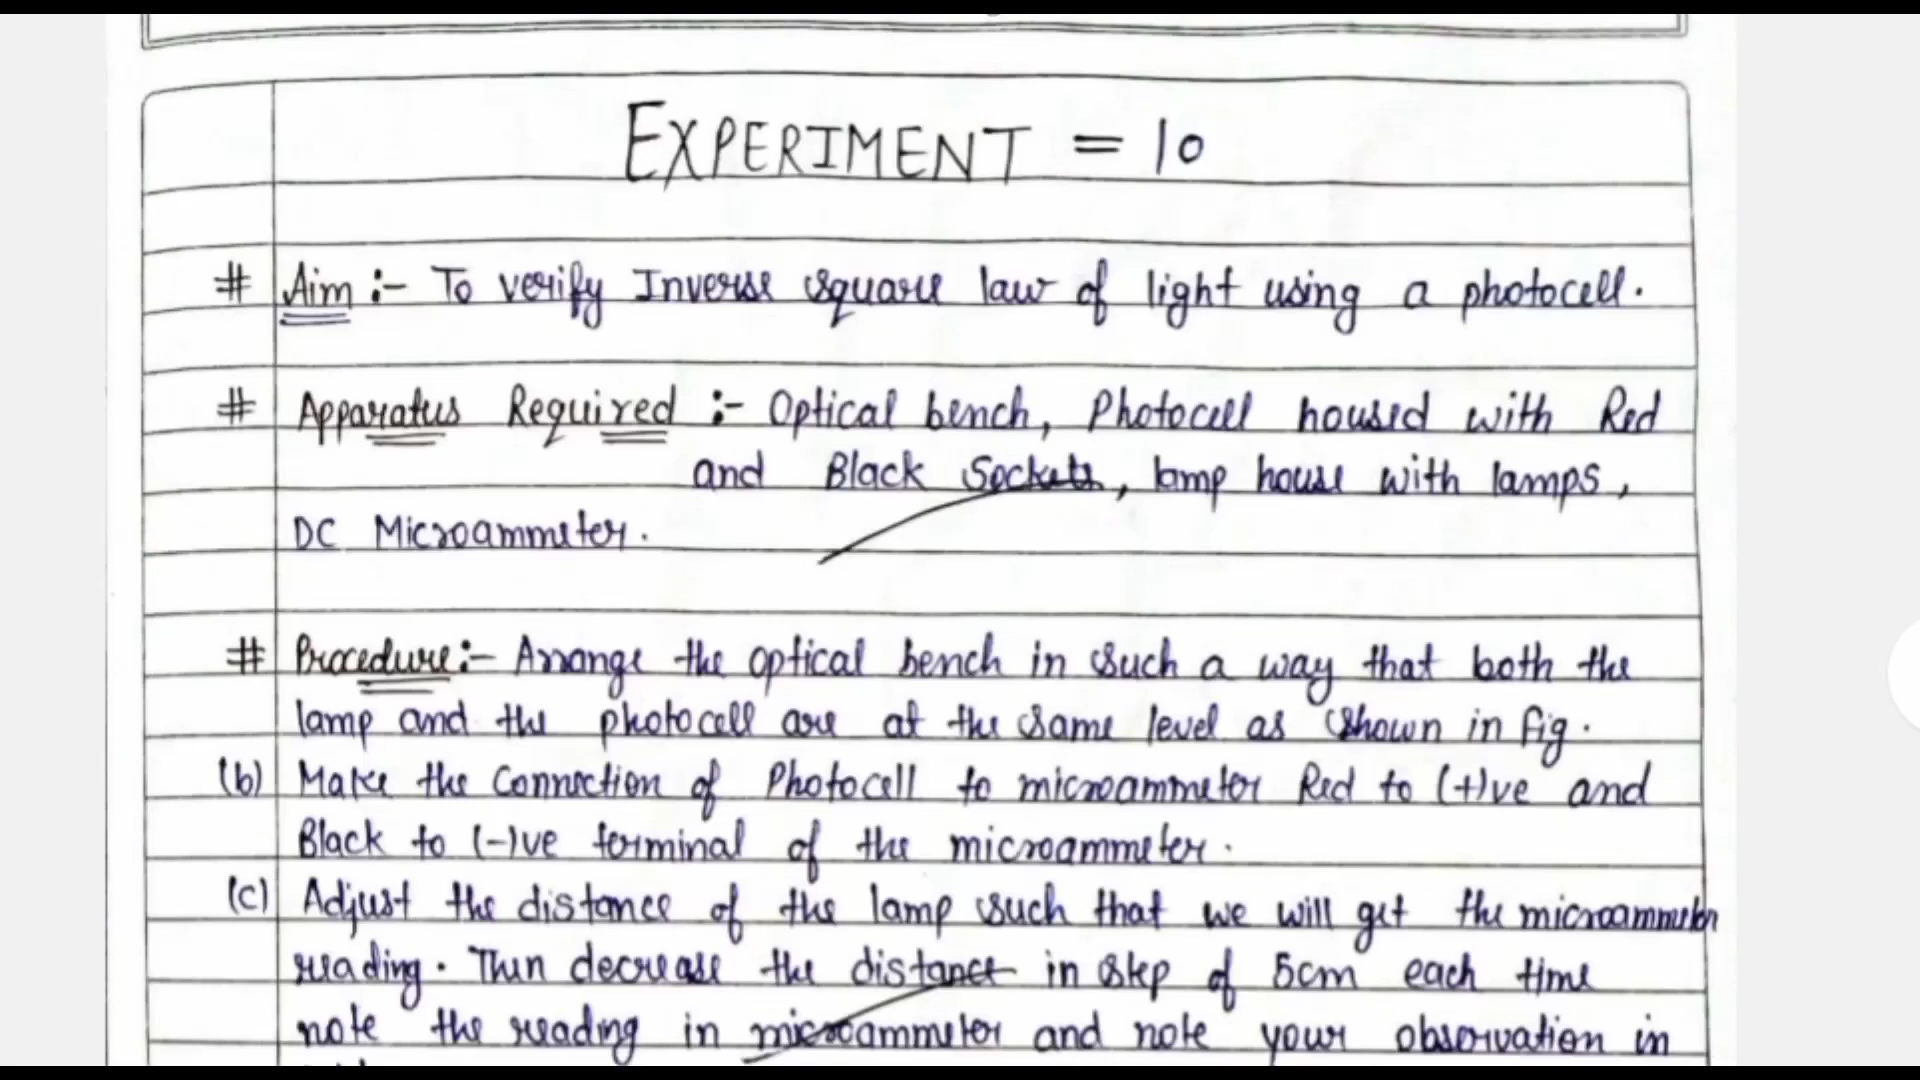 EXPERIMENT = 10
# Aim :- To verify Inverse square law of light using a photocell.
# Apparatus Required :- Optical bench, Photocell housed with Red
and Black Sockets, lamp house with lamps,
DC Microammeter.
# Procedure :- Arrange the optical bench in such a way that both the
lamp and the photocell are at the same level as shown in fig.
(b) Make the Connection of Photocell to microammeter Red to (+)ve and
Black to (-)ve terminal of the microammeter.
(c) Adjust the distance of the lamp such that we will get the microammeter
reading. Then decrease the distance in step of 5cm each time
note the reading in microammeter and note your observation in